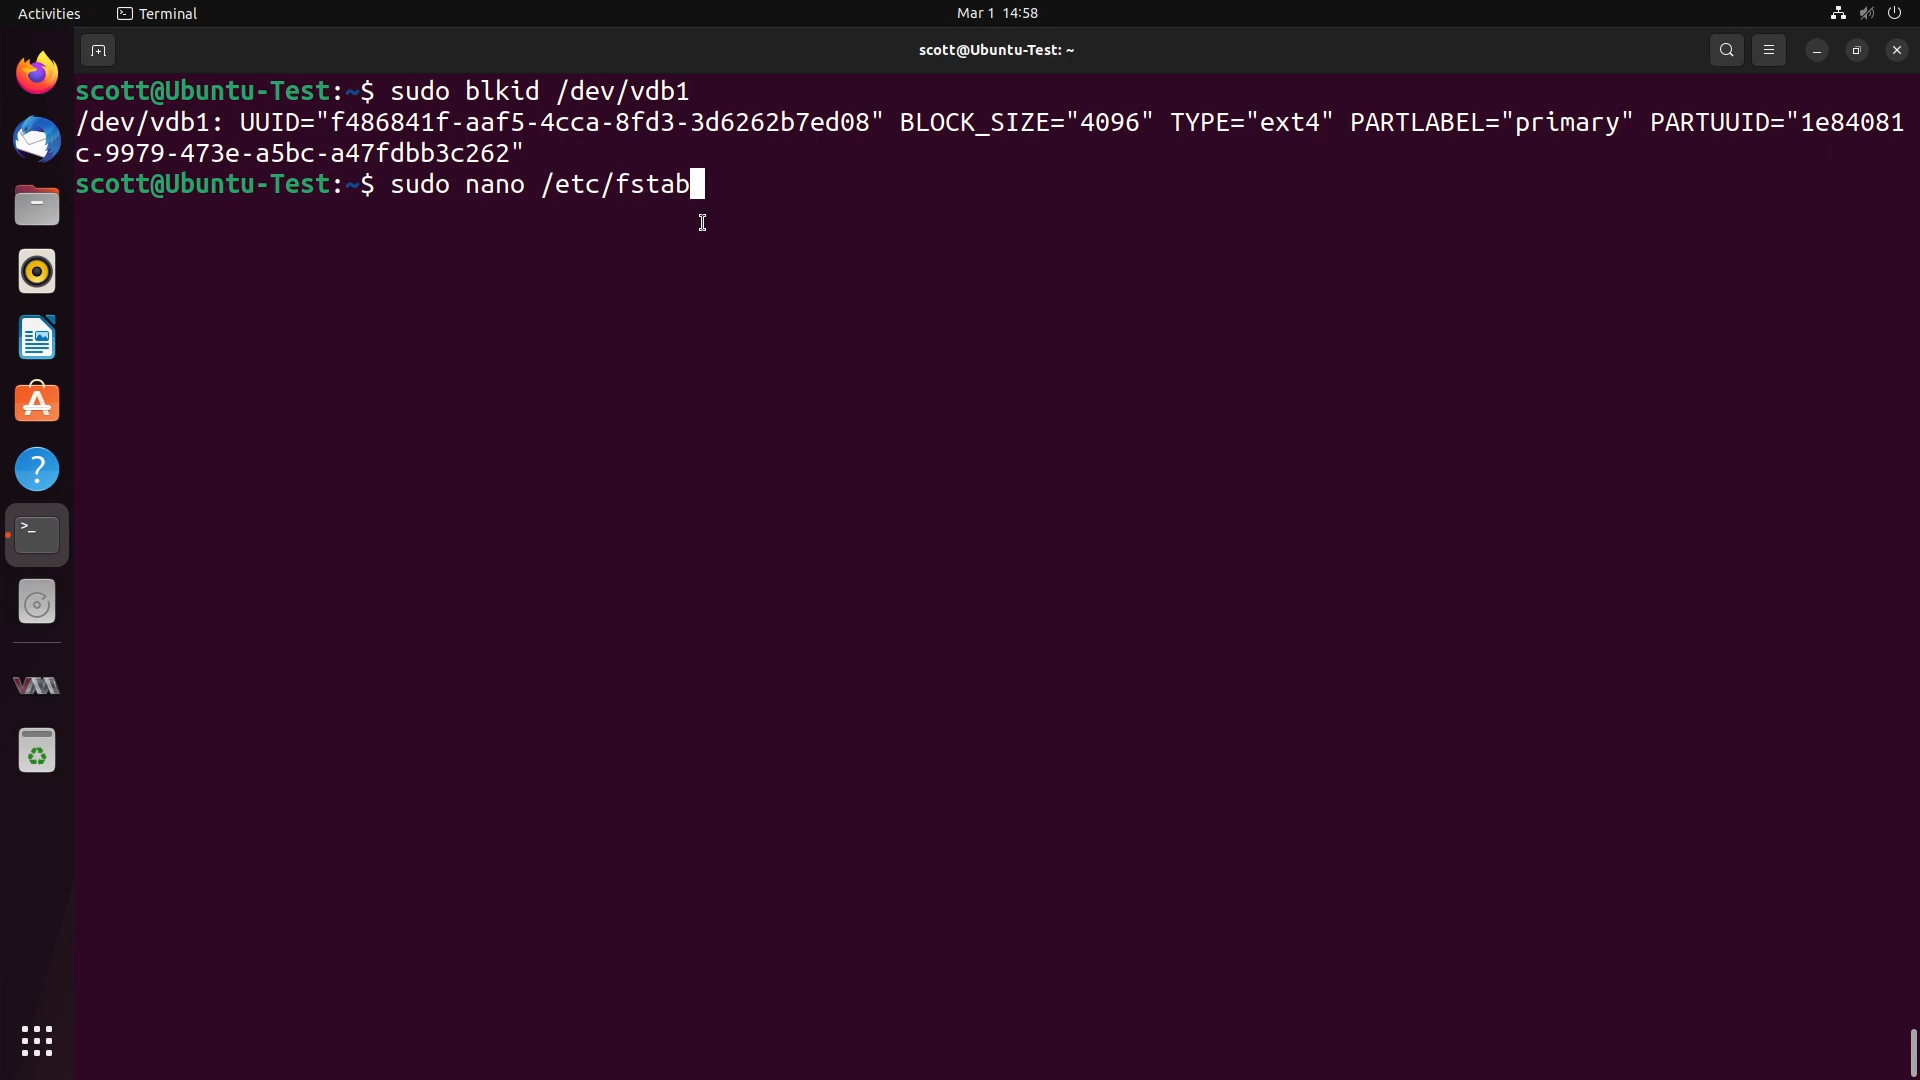 Activities Terminal Mar 1 14:58
scott@Ubuntu-Test: ~
scott@Ubuntu-Test:~$ sudo blkid /dev/vdb1
/dev/vdb1: UUID="f486841f-aaf5-4cca-8fd3-3d6262b7ed08" BLOCK_SIZE="4096" TYPE="ext4" PARTLABEL="primary" PARTUUID="1e84081
c-9979-473e-a5bc-a47fdbb3c262"
scott@Ubuntu-Test:~$ sudo nano /etc/fstab